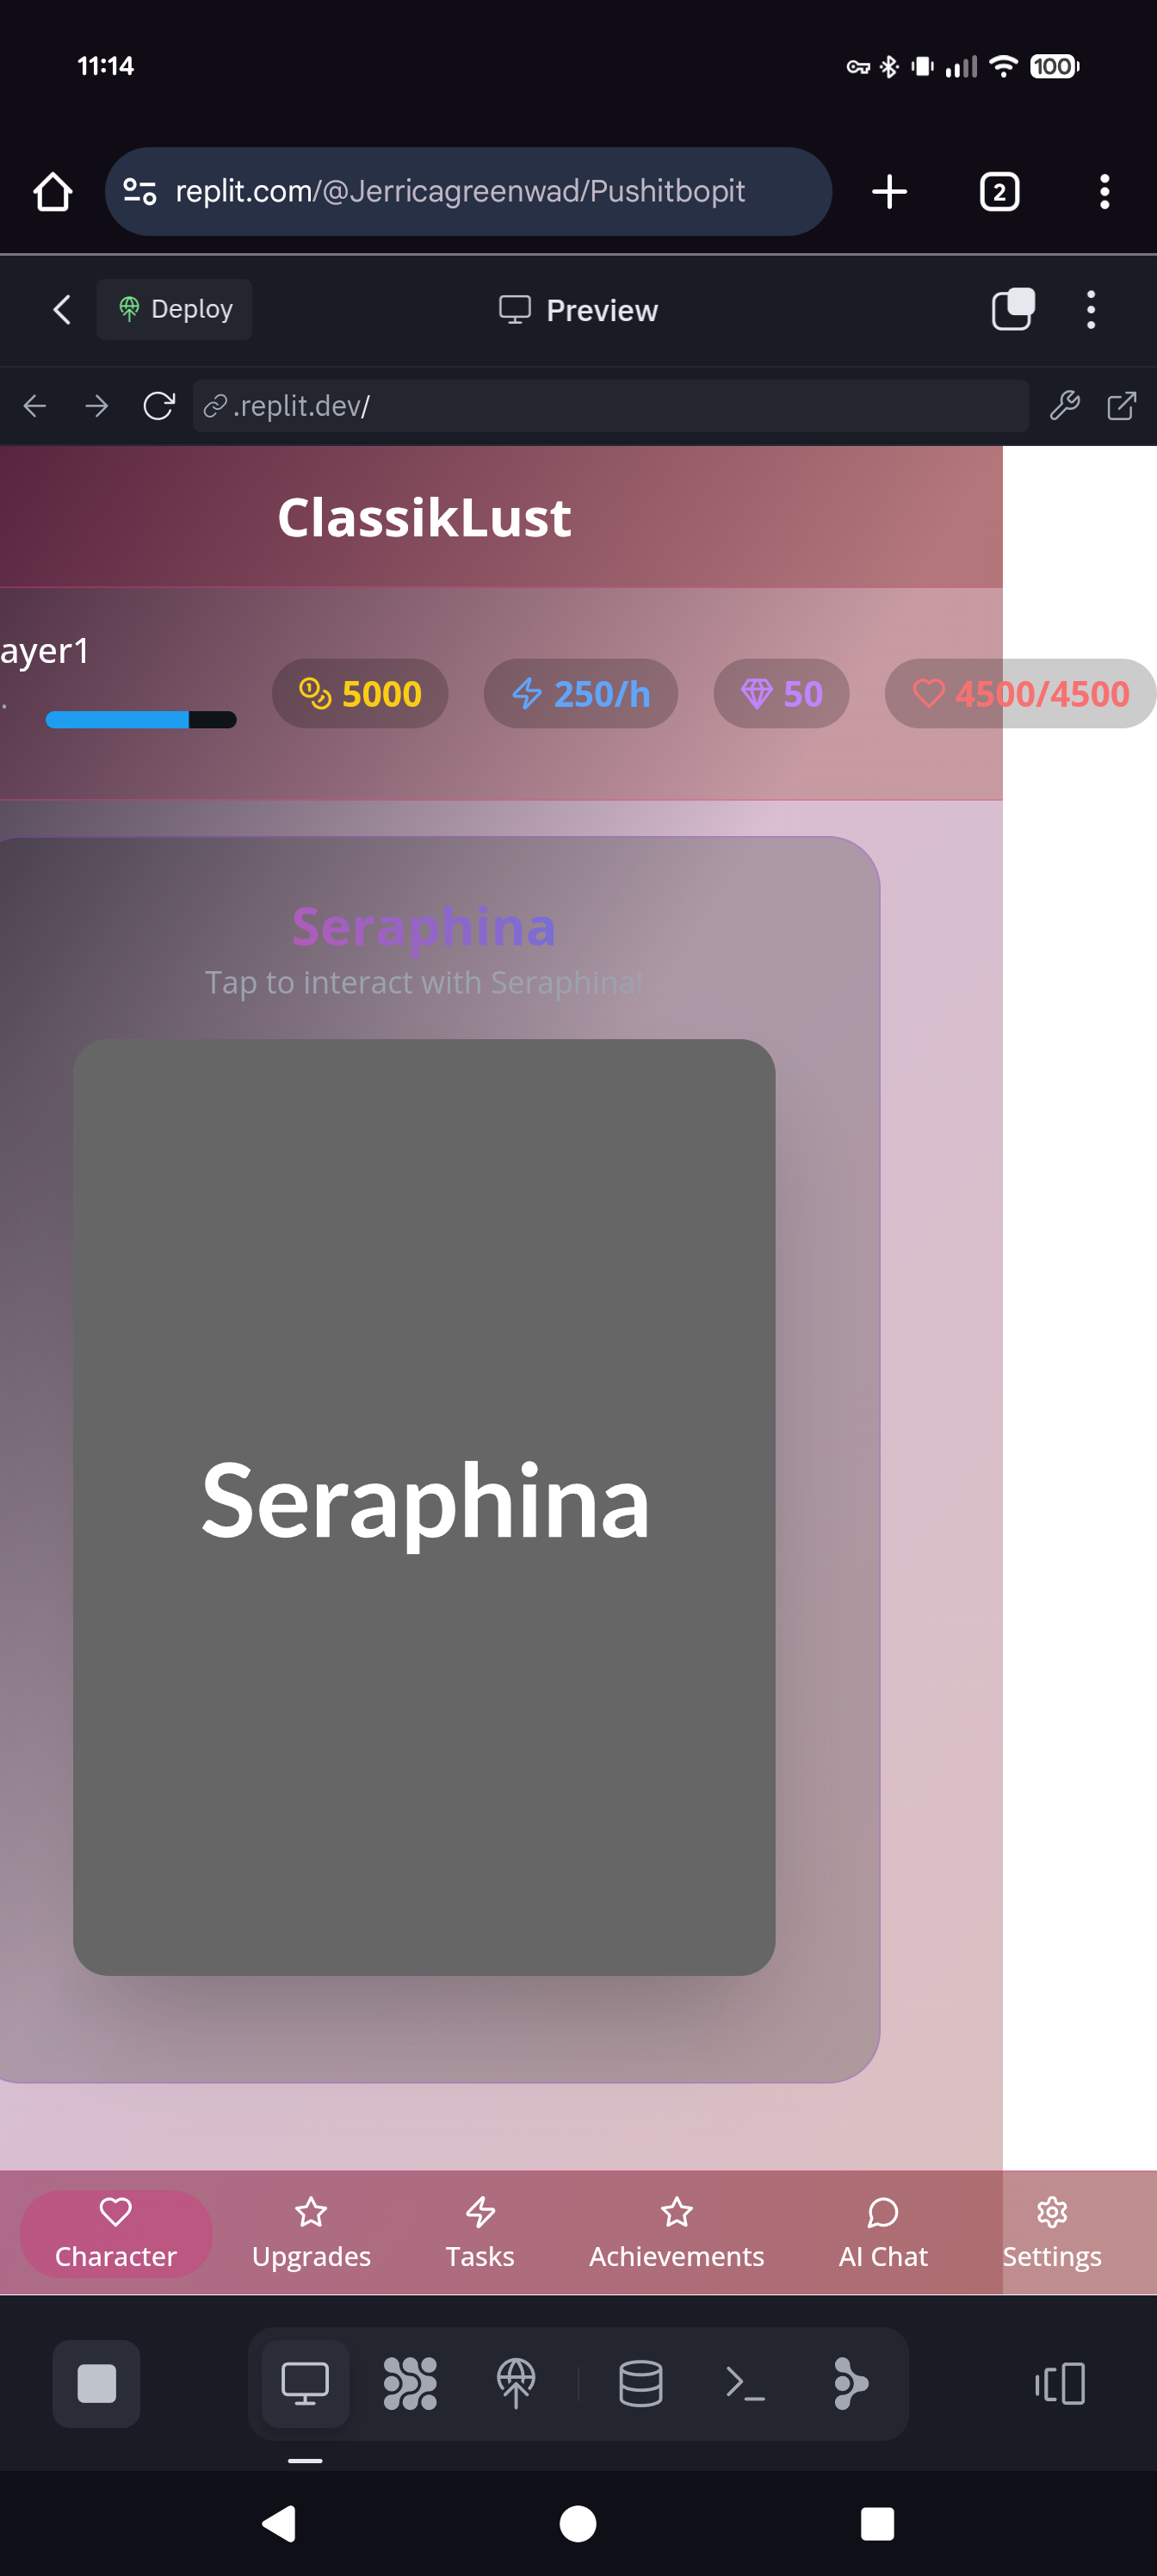 11:14
100
replit.com/@Jerricagreenwad/Pushitbopit
2
Deploy
Preview
.replit.dev/
ClassikLust
ayer1
.
5000
250/h
50
4500/4500
Seraphina
Tap to interact with Seraphina!
Seraphina
Character
Upgrades
Tasks
Achievements
AI Chat
Settings